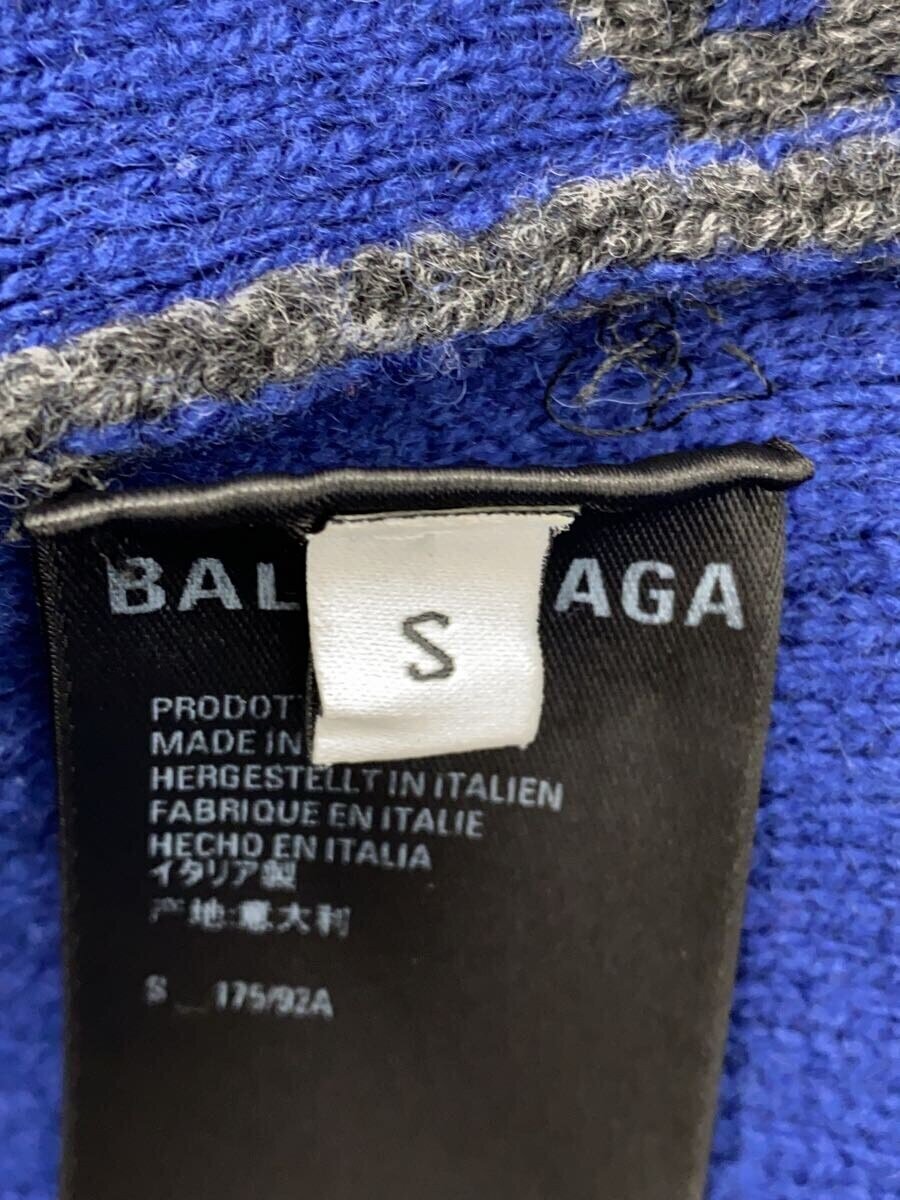 BAL AGA
S
PRODOTT
MADE IN
HERGESTELLT IN ITALIEN
FABRIQUE EN ITALIE
HECHO EN ITALIA
イタリア製
产地:意大利
S 175/92A